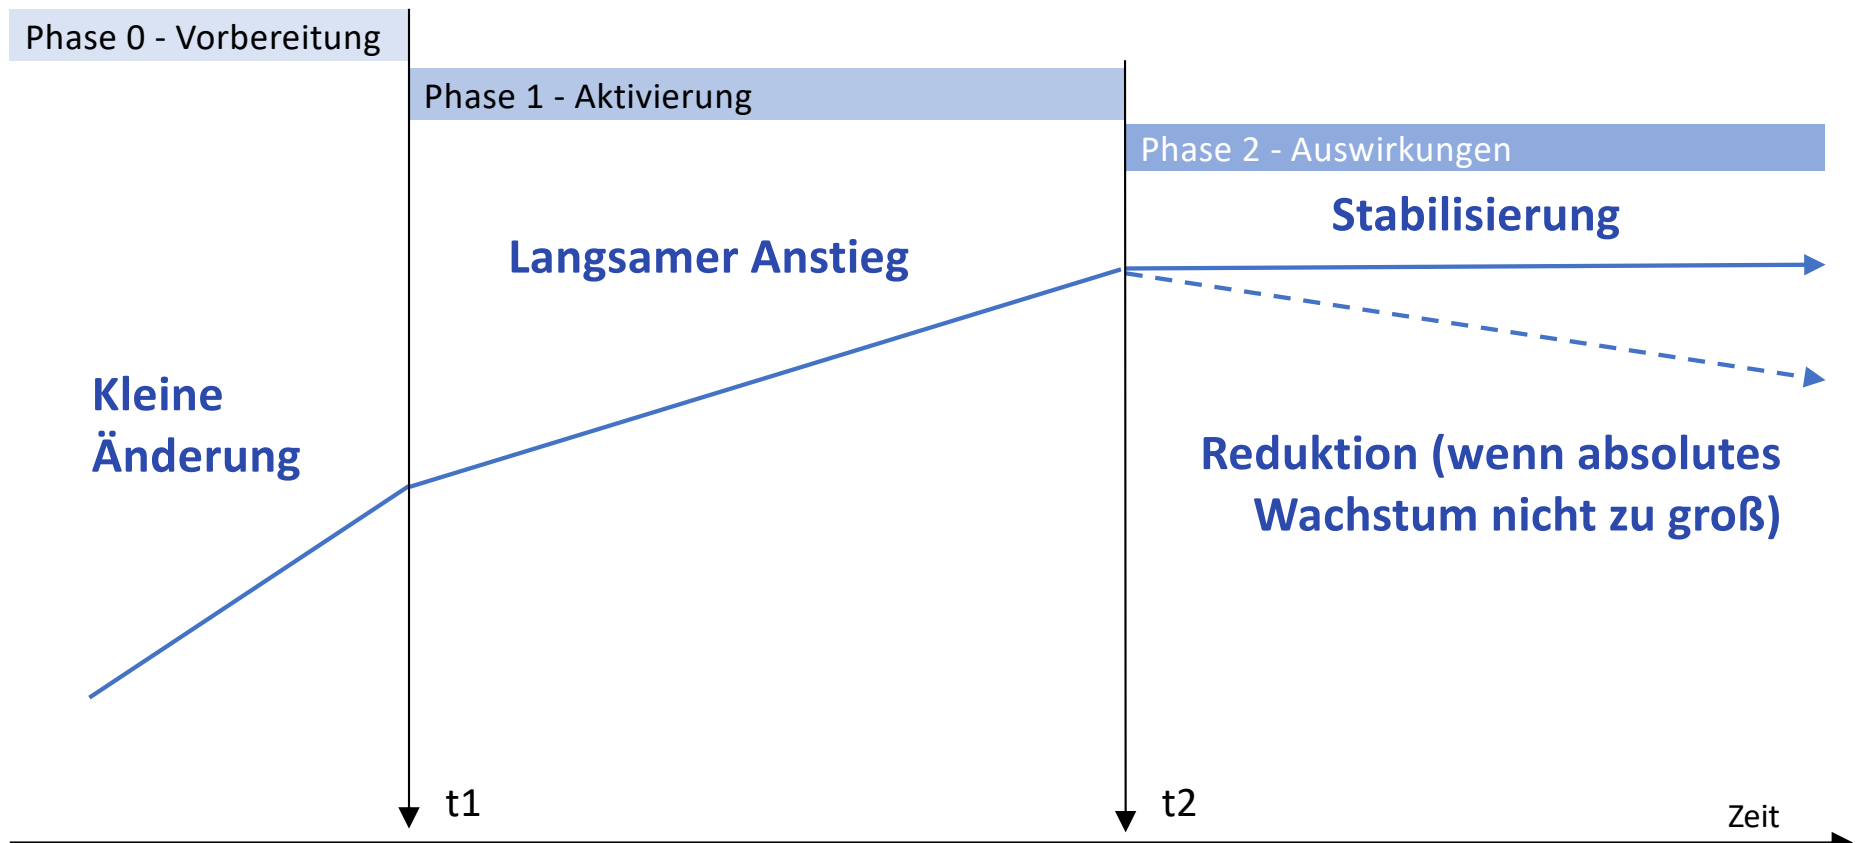 Phase 0 - Vorbereitung
Phase 1 - Aktivierung
Phase 2 - Auswirkungen
Stabilisierung
Langsamer Anstieg
Kleine
Änderung
Reduktion (wenn absolutes
Wachstum nicht zu groß)
t1
t2
Zeit